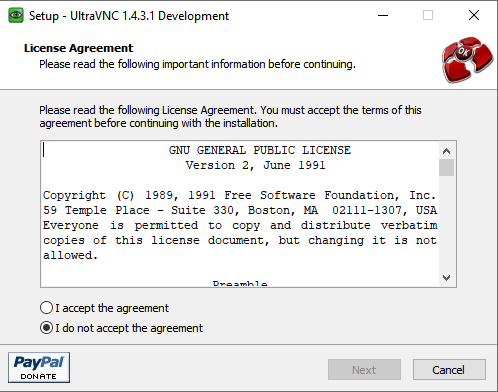 Setup - UltraVNC 1.4.3.1 Development
License Agreement
Please read the following important information before continuing.
OK
Please read the following License Agreement. You must accept the terms of this
agreement before continuing with the installation.
GNU GENERAL PUBLIC LICENSE
Version 2, June 1991
Copyright (C) 1989, 1991 Free Software Foundation, Inc.
59 Temple Place - Suite 330, Boston, MA  02111-1307, USA
Everyone is permitted to copy and distribute verbatim
copies of this license document, but changing it is not
allowed.
Preamble
I accept the agreement
I do not accept the agreement
PayPal
DONATE
Next
Cancel